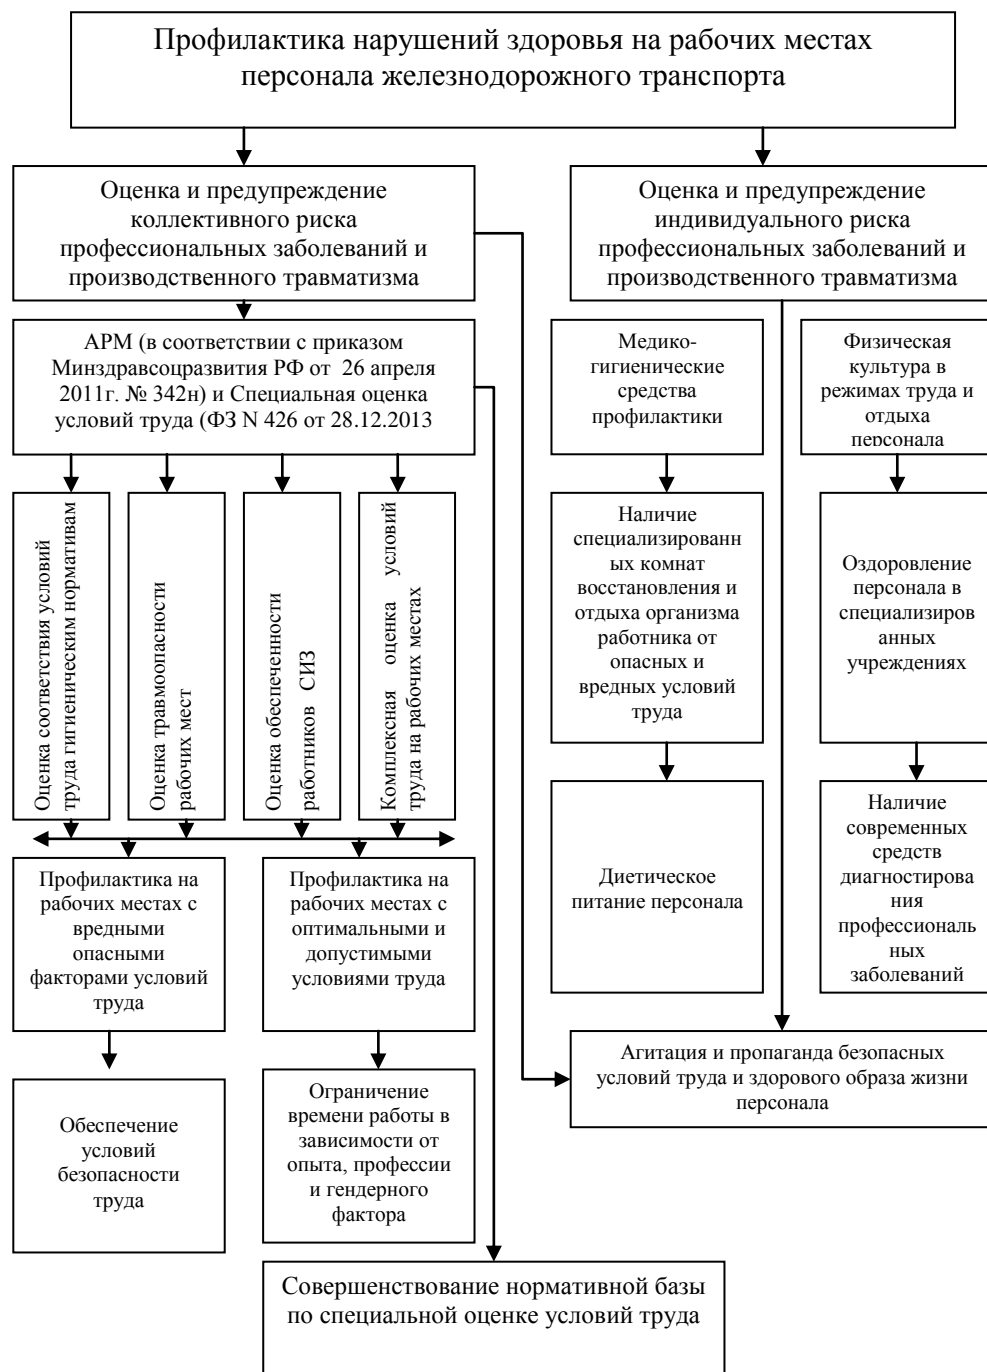 Профилактика нарушений здоровья на рабочих местах
персонала железнодорожного транспорта
Оценка и предупреждение
коллективного риска
профессиональных заболеваний и
производственного травматизма
Оценка и предупреждение
индивидуального риска
профессиональных заболеваний и
производственного травматизма
АРМ (в соответствии с приказом
Минздравсоцразвития РФ от 26 апреля
2011г. № 342н) и Специальная оценка
условий труда (ФЗ N 426 от 28.12.2013
Медико-
гигиенические
средства
профилактики
Физическая
культура в
режимах труда и
отдыха
персонала
Оценка соответствия условий
труда гигиеническим нормативам
Оценка травмоопасности
рабочих мест
Оценка обеспеченности
работников СИЗ
Комплексная оценка условий
труда на рабочих местах
Наличие
специализированн
ых комнат
восстановления и
отдыха организма
работника от
опасных и
вредных условий
труда
Оздоровление
персонала в
специализиров
анных
учреждениях
Диетическое
питание персонала
Наличие
современных
средств
диагностирова
ния
профессиональ
ных
заболеваний
Профилактика на
рабочих местах с
вредными
опасными
факторами условий
труда
Профилактика на
рабочих местах с
оптимальными и
допустимыми
условиями труда
Агитация и пропаганда безопасных
условий труда и здорового образа жизни
персонала
Обеспечение
условий
безопасности
труда
Ограничение
времени работы в
зависимости от
опыта, профессии
и гендерного
фактора
Совершенствование нормативной базы
по специальной оценке условий труда